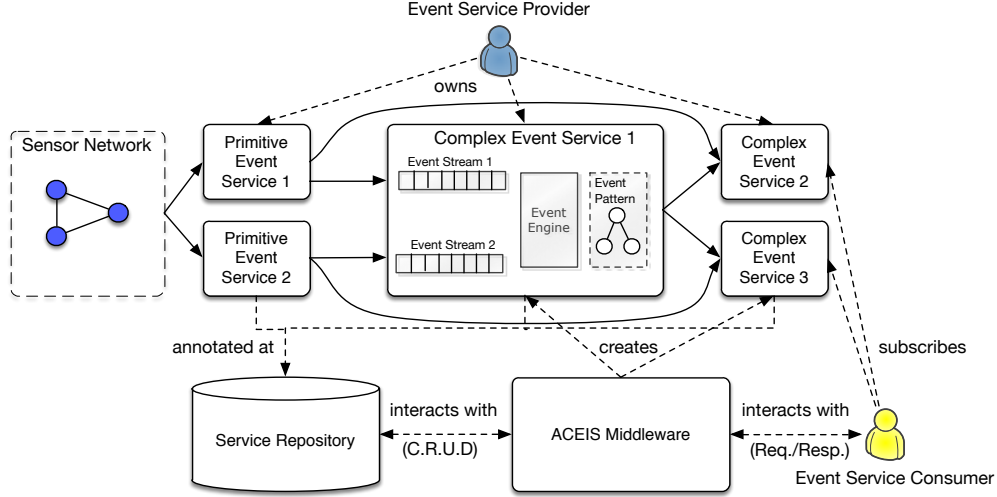 Event Service Provider
owns
Sensor Network
Primitive
Event
Service 1
Primitive
Event
Service 2
Complex Event Service 1
Event Stream 1
Event Stream 2
Event
Engine
Event
Pattern
Complex
Event
Service 2
Complex
Event
Service 3
annotated at
creates
subscribes
Service Repository
interacts with
(C.R.U.D)
ACEIS Middleware
interacts with
(Req./Resp.)
Event Service Consumer